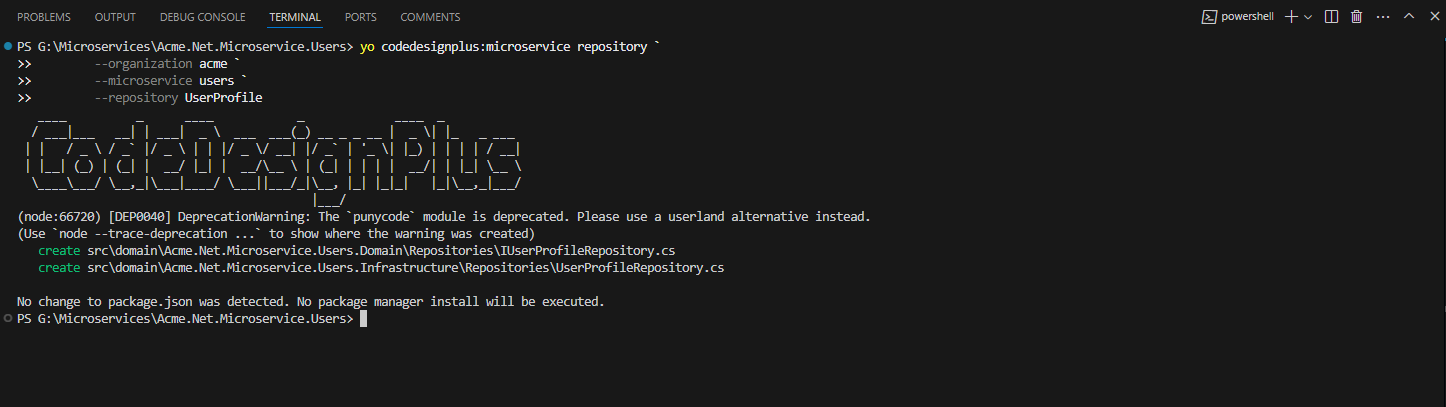 PROBLEMS OUTPUT DEBUG CONSOLE TERMINAL PORTS COMMENTS powershell
PS G:\Microservices\Acme.Net.Microservice.Users> yo codedesignplus:microservice repository `
>> --organization acme `
>> --microservice users `
>> --repository UserProfile
CodeDesignPlus
(node:66720) [DEP0040] DeprecationWarning: The `punycode` module is deprecated. Please use a userland alternative instead.
(Use `node --trace-deprecation ...` to show where the warning was created)
create src\domain\Acme.Net.Microservice.Users.Domain\Repositories\IUserProfileRepository.cs
create src\domain\Acme.Net.Microservice.Users.Infrastructure\Repositories\UserProfileRepository.cs
No change to package.json was detected. No package manager install will be executed.
PS G:\Microservices\Acme.Net.Microservice.Users>